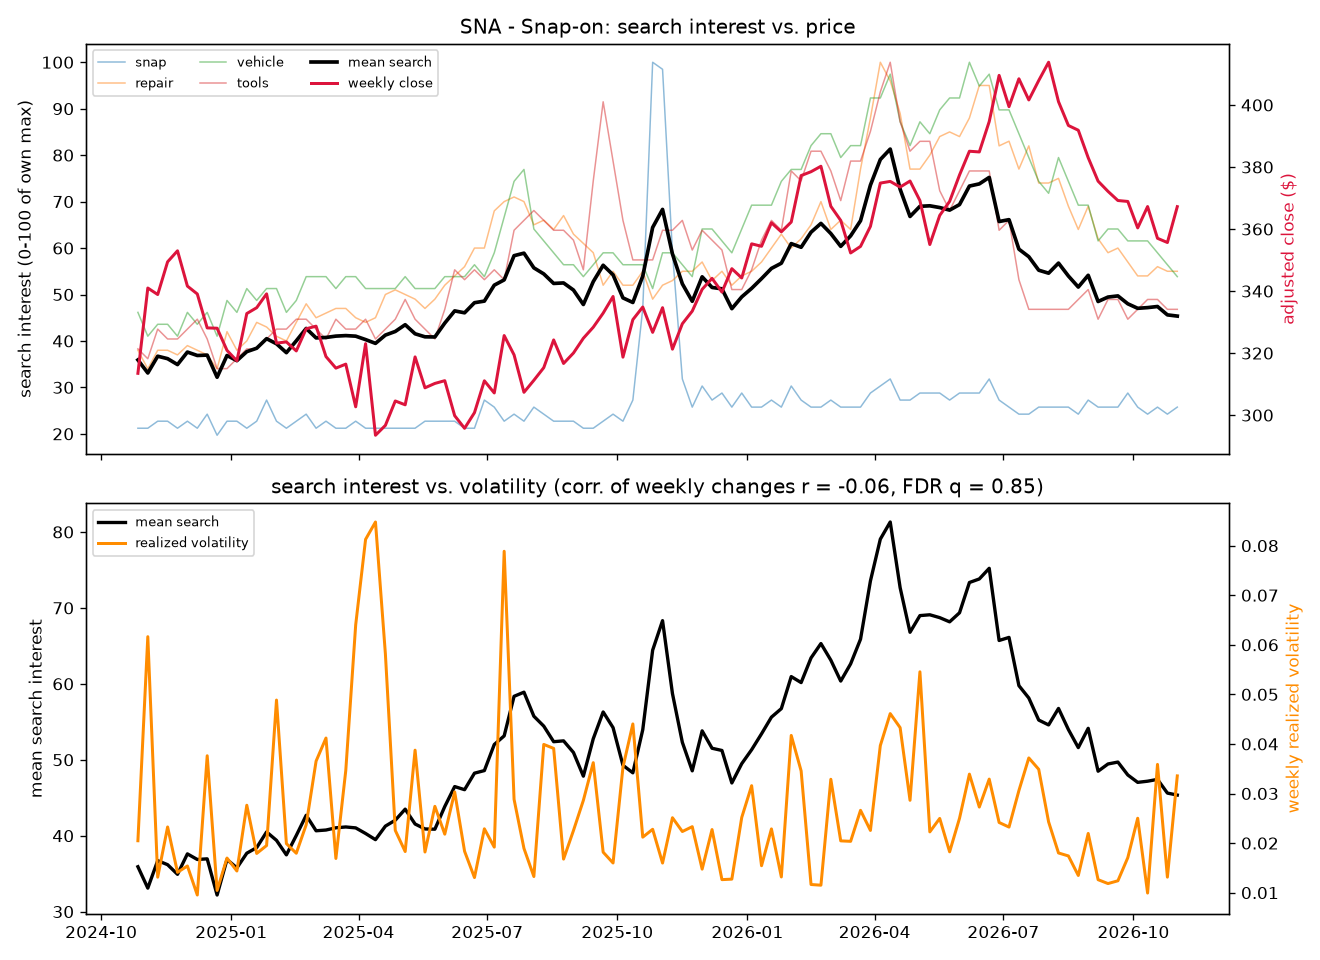 SNA - Snap-on: search interest vs. price
snap
repair
vehicle
tools
mean search
weekly close
search interest (0-100 of own max)
100
90
80
70
60
50
40
30
20
400
380
360
340
320
300
adjusted close ($)
search interest vs. volatility (corr. of weekly changes r = -0.06, FDR q = 0.85)
mean search
realized volatility
mean search interest
80
70
60
50
40
30
0.08
0.07
0.06
0.05
0.04
0.03
0.02
0.01
weekly realized volatility
2024-10
2025-01
2025-04
2025-07
2025-10
2026-01
2026-04
2026-07
2026-10